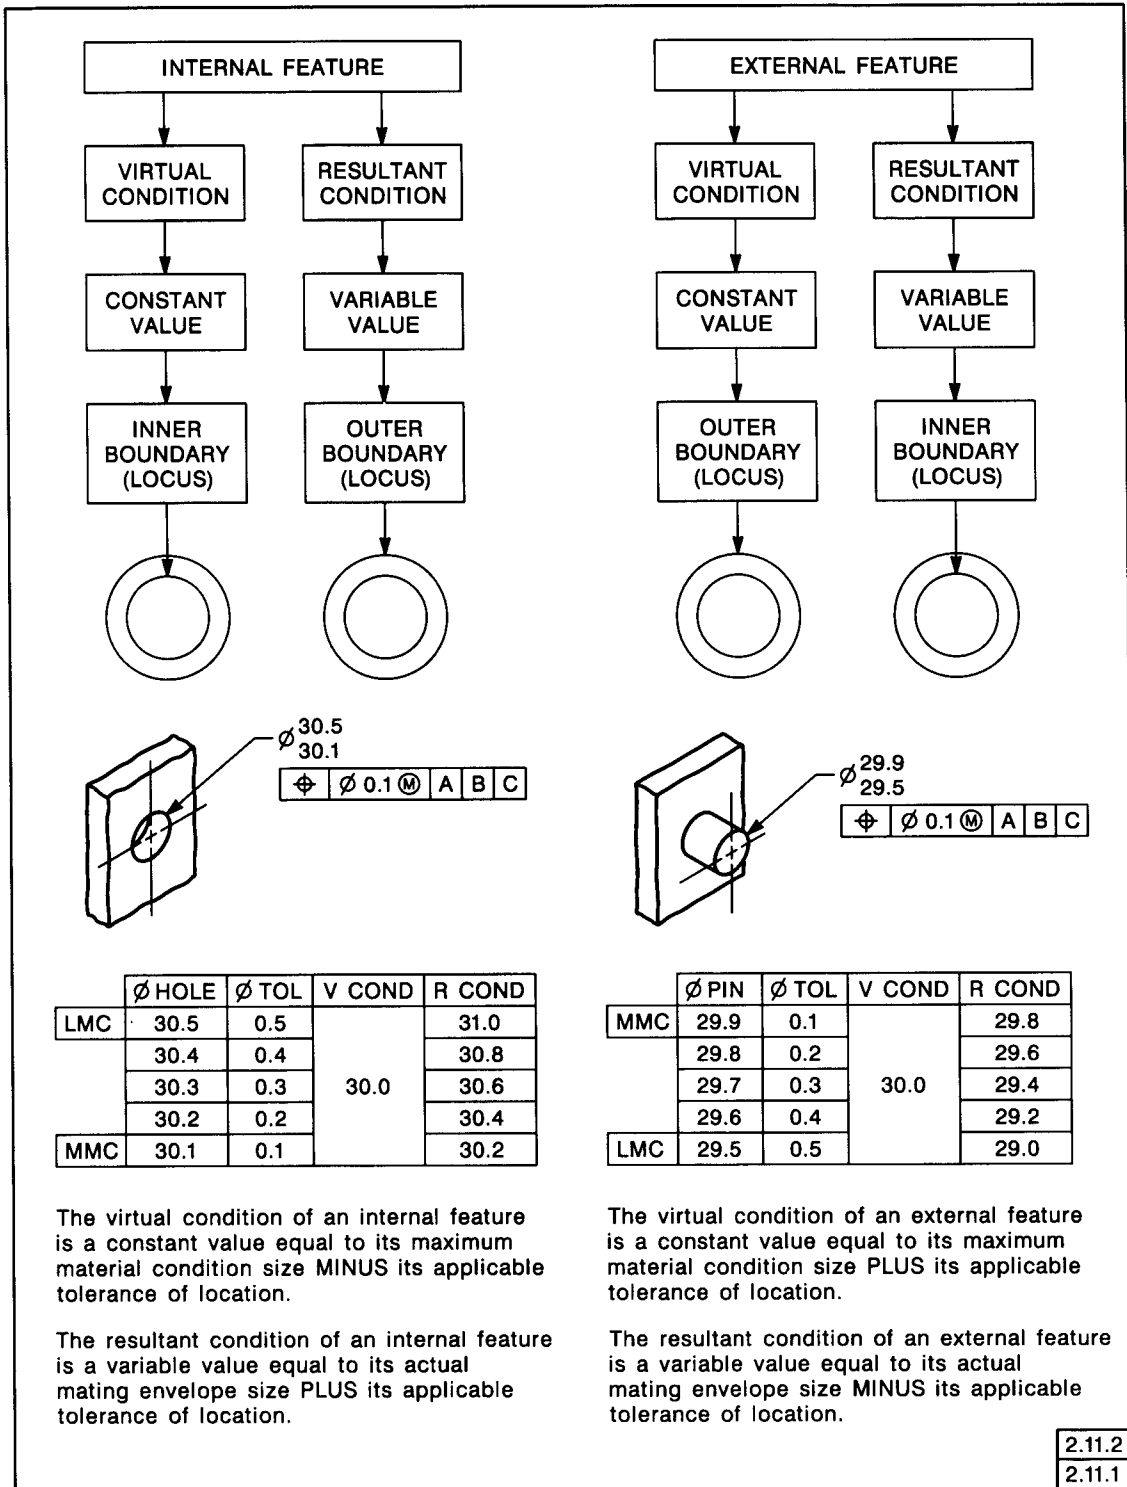 INTERNAL FEATURE
VIRTUAL
CONDITION
RESULTANT
CONDITION
CONSTANT
VALUE
VARIABLE
VALUE
INNER
BOUNDARY
(LOCUS)
OUTER
BOUNDARY
(LOCUS)
⌀ 30.5
30.1
⌖ ⌀ 0.1 Ⓜ A B C
⌀ HOLE ⌀ TOL V COND R COND
LMC 30.5 0.5 31.0
30.4 0.4 30.8
30.3 0.3 30.0 30.6
30.2 0.2 30.4
MMC 30.1 0.1 30.2
The virtual condition of an internal feature
is a constant value equal to its maximum
material condition size MINUS its applicable
tolerance of location.
The resultant condition of an internal feature
is a variable value equal to its actual
mating envelope size PLUS its applicable
tolerance of location.
EXTERNAL FEATURE
VIRTUAL
CONDITION
RESULTANT
CONDITION
CONSTANT
VALUE
VARIABLE
VALUE
OUTER
BOUNDARY
(LOCUS)
INNER
BOUNDARY
(LOCUS)
⌀ 29.9
29.5
⌖ ⌀ 0.1 Ⓜ A B C
⌀ PIN ⌀ TOL V COND R COND
MMC 29.9 0.1 29.8
29.8 0.2 29.6
29.7 0.3 30.0 29.4
29.6 0.4 29.2
LMC 29.5 0.5 29.0
The virtual condition of an external feature
is a constant value equal to its maximum
material condition size PLUS its applicable
tolerance of location.
The resultant condition of an external feature
is a variable value equal to its actual
mating envelope size MINUS its applicable
tolerance of location.
2.11.2
2.11.1